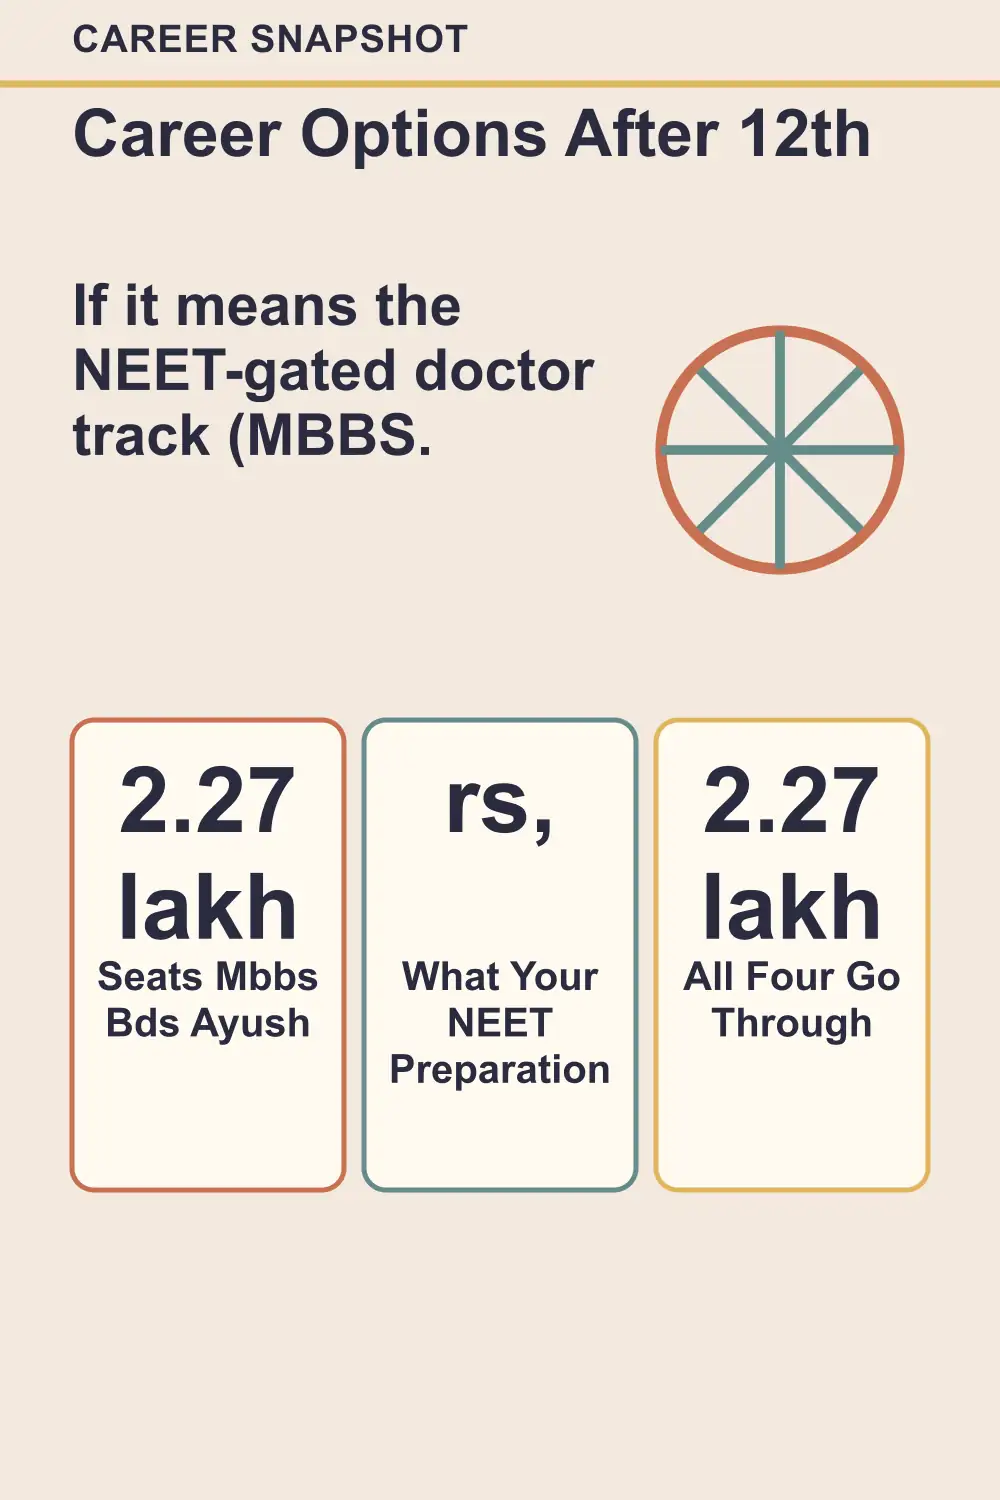 CAREER SNAPSHOT
Career Options After 12th
If it means the
NEET-gated doctor
track (MBBS.
2.27
lakh
Seats Mbbs
Bds Ayush
rs,
What Your
NEET
Preparation
2.27
lakh
All Four Go
Through